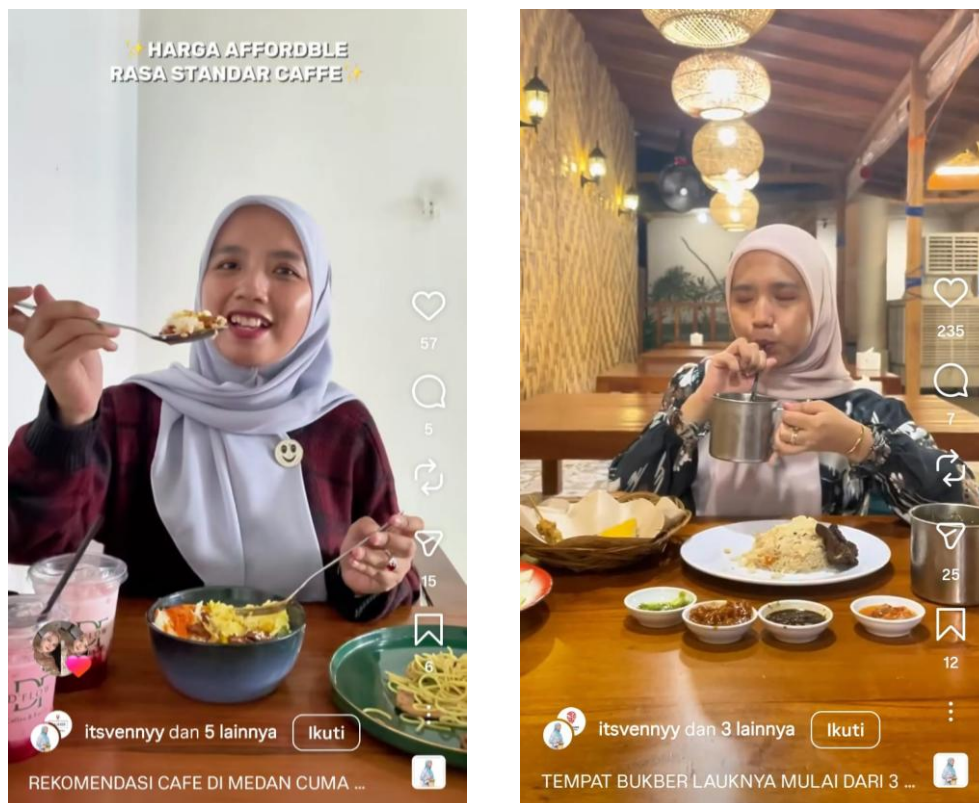 ✨HARGA AFFORDBLE
RASA STANDAR CAFFE✨
57
5
15
6
itsvennyy dan 5 lainnya
Ikuti
REKOMENDASI CAFE DI MEDAN CUMA ...
235
7
25
12
itsvennyy dan 3 lainnya
Ikuti
TEMPAT BUKBER LAUKNYA MULAI DARI 3 ...